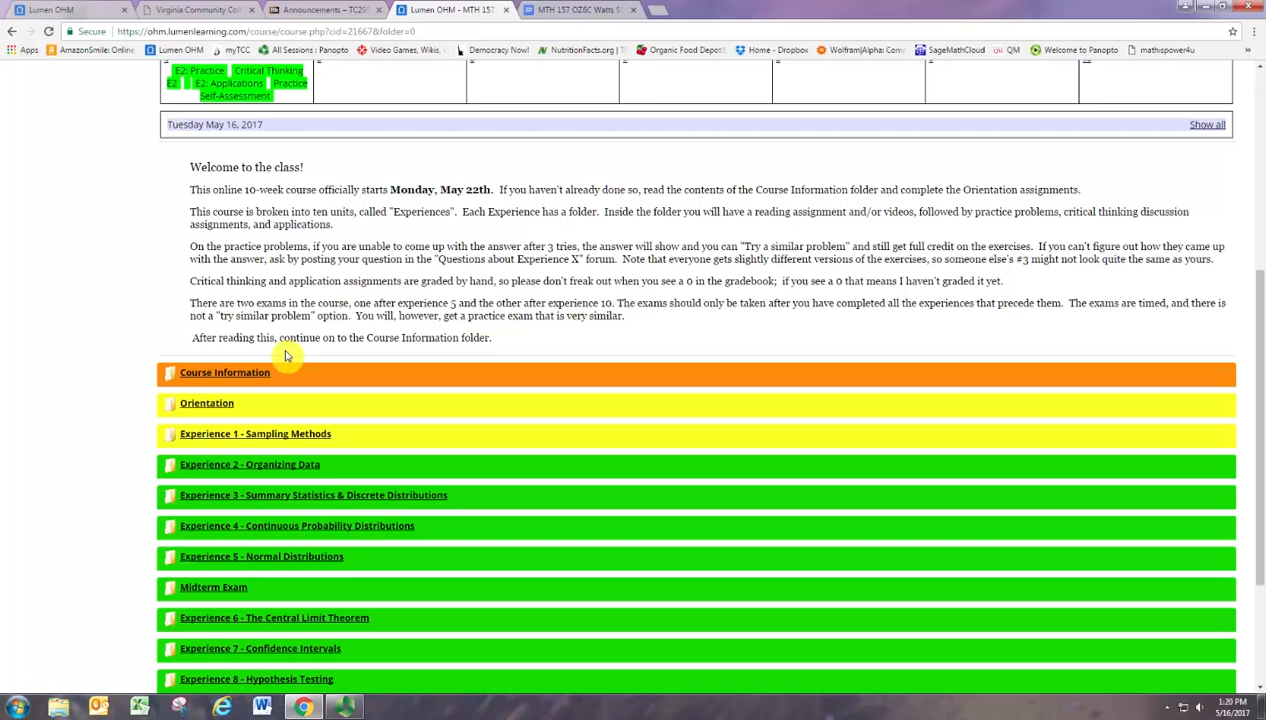 Lumen OHM
Virginia Community Coll
Announcements – TC295
Lumen OHM - MTH 157
MTH 157 OZ6C Watts S
Secure
https://ohm.lumenlearning.com/course/course.php?cid=21667&folder=0
Apps
AmazonSmile: Online
Lumen OHM
myTCC
All Sessions : Panopto
Video Games, Wikis,
Democracy Now!
NutritionFacts.org | Th
Organic Food Depot
Home - Dropbox
Wolfram|Alpha: Comp
SageMathCloud
QM
Welcome to Panopto
mathispower4u
E2: Practice Critical Thinking
E2 E2: Applications Practice
Self-Assessment
Tuesday May 16, 2017
Show all
Welcome to the class!
This online 10-week course officially starts Monday, May 22th. If you haven't already done so, read the contents of the Course Information folder and complete the Orientation assignments.
This course is broken into ten units, called "Experiences". Each Experience has a folder. Inside the folder you will have a reading assignment and/or videos, followed by practice problems, critical thinking discussion
assignments, and applications.
On the practice problems, if you are unable to come up with the answer after 3 tries, the answer will show and you can "Try a similar problem" and still get full credit on the exercises. If you can't figure out how they came up
with the answer, ask by posting your question in the "Questions about Experience X" forum. Note that everyone gets slightly different versions of the exercises, so someone else's #3 might not look quite the same as yours.
Critical thinking and application assignments are graded by hand, so please don't freak out when you see a 0 in the gradebook; if you see a 0 that means I haven't graded it yet.
There are two exams in the course, one after experience 5 and the other after experience 10. The exams should only be taken after you have completed all the experiences that precede them. The exams are timed, and there is
not a "try similar problem" option. You will, however, get a practice exam that is very similar.
After reading this, continue on to the Course Information folder.
Course Information
Orientation
Experience 1 - Sampling Methods
Experience 2 - Organizing Data
Experience 3 - Summary Statistics & Discrete Distributions
Experience 4 - Continuous Probability Distributions
Experience 5 - Normal Distributions
Midterm Exam
Experience 6 - The Central Limit Theorem
Experience 7 - Confidence Intervals
Experience 8 - Hypothesis Testing
1:20 PM
5/16/2017